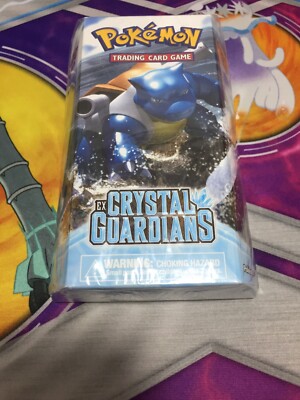 POKéMON
TRADING CARD GAME
EX CRYSTAL
GUARDIANS
WARNING: CHOKING HAZARD